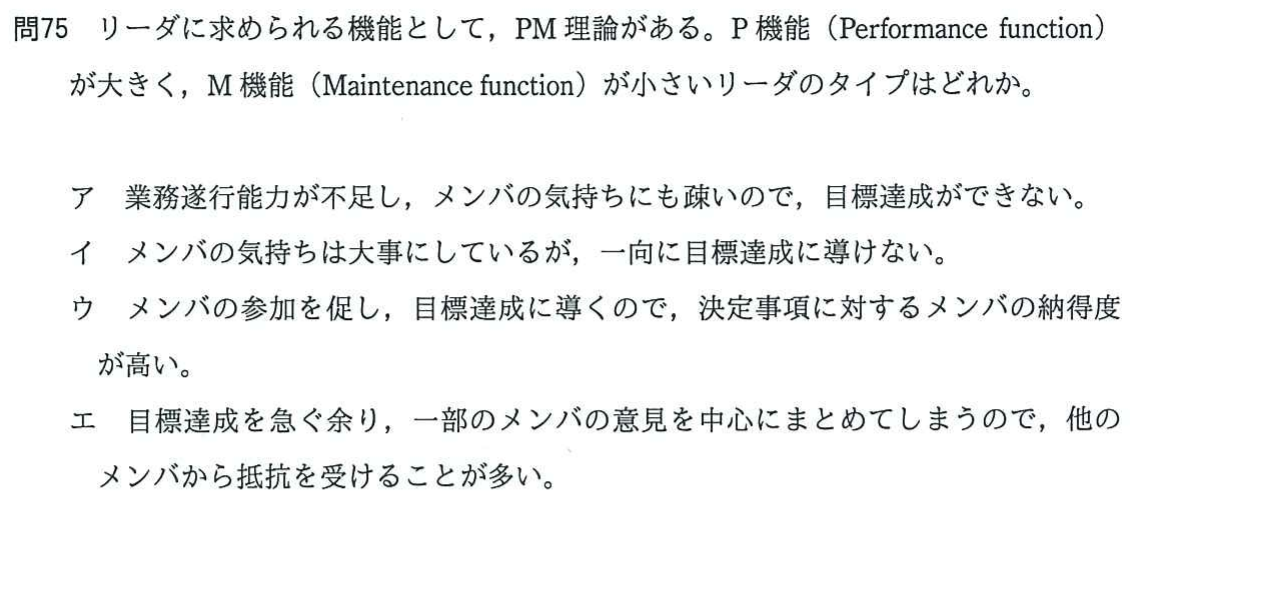 問75　リーダに求められる機能として，PM 理論がある。P 機能（Performance function）
が大きく，M 機能（Maintenance function）が小さいリーダのタイプはどれか。
ア　業務遂行能力が不足し，メンバの気持ちにも疎いので，目標達成ができない。
イ　メンバの気持ちは大事にしているが，一向に目標達成に導けない。
ウ　メンバの参加を促し，目標達成に導くので，決定事項に対するメンバの納得度
が高い。
エ　目標達成を急ぐ余り，一部のメンバの意見を中心にまとめてしまうので，他の
メンバから抵抗を受けることが多い。